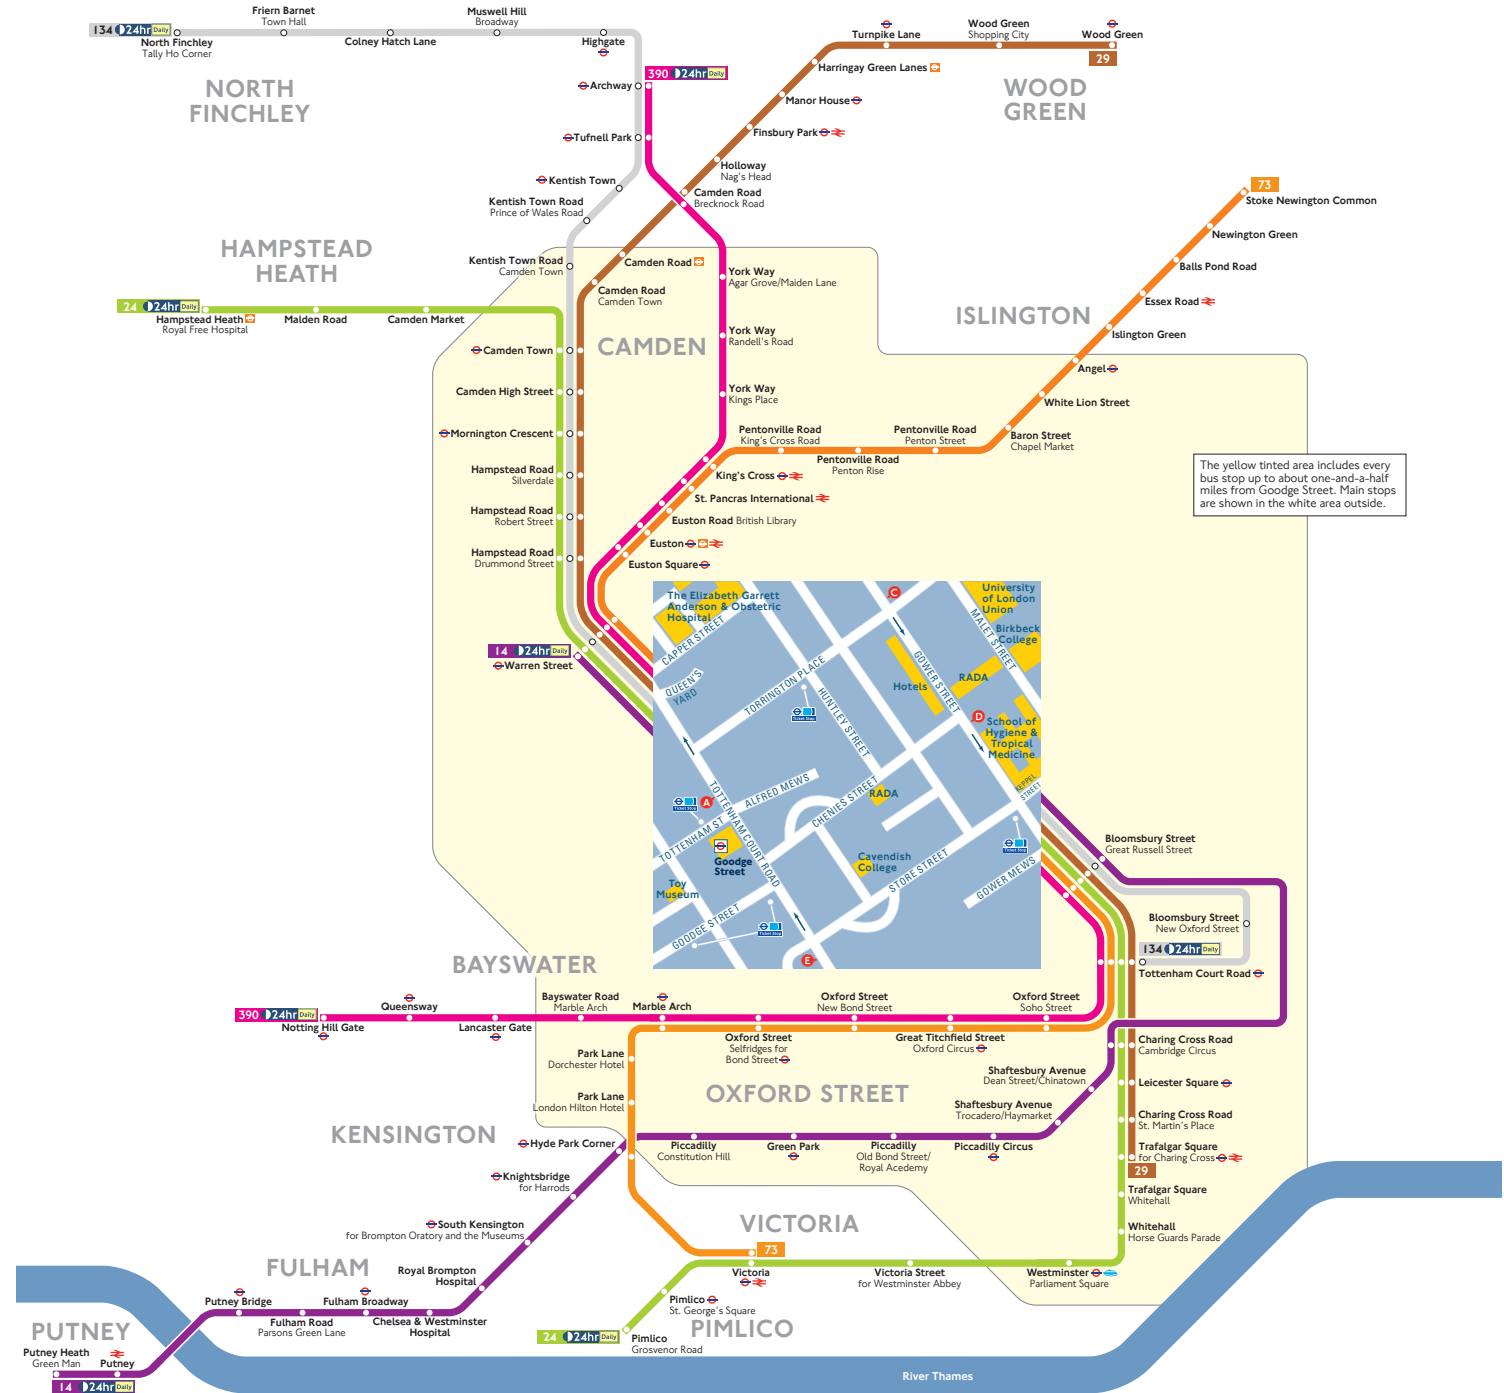 134 24hr Daily
North Finchley
Tally Ho Corner
Friern Barnet
Town Hall
Colney Hatch Lane
Muswell Hill
Broadway
Highgate
NORTH
FINCHLEY
390 24hr Daily
Archway
Tufnell Park
Kentish Town
Kentish Town Road
Prince of Wales Road
Kentish Town Road
Camden Town
Turnpike Lane
Wood Green
Shopping City
Wood Green
29
Harringay Green Lanes
WOOD
GREEN
Manor House
Finsbury Park
Holloway
Nag's Head
Camden Road
Brecknock Road
73
Stoke Newington Common
Newington Green
Balls Pond Road
Essex Road
Islington Green
ISLINGTON
Angel
White Lion Street
Baron Street
Chapel Market
HAMPSTEAD
HEATH
24 24hr Daily
Hampstead Heath
Royal Free Hospital
Malden Road
Camden Market
Camden Road
Camden Road
Camden Town
York Way
Agar Grove/Maiden Lane
York Way
Randell's Road
York Way
Kings Place
CAMDEN
Camden Town
Camden High Street
Mornington Crescent
Hampstead Road
Silverdale
Hampstead Road
Robert Street
Hampstead Road
Drummond Street
Pentonville Road
King's Cross Road
Pentonville Road
Penton Rise
Pentonville Road
Penton Street
King's Cross
St. Pancras International
Euston Road British Library
Euston
Euston Square
The yellow tinted area includes every
bus stop up to about one-and-a-half
miles from Goodge Street. Main stops
are shown in the white area outside.
14 24hr Daily
Warren Street
The Elizabeth Garrett
Anderson & Obstetric
Hospital
CAPPER STREET
QUEEN'S
YARD
TORRINGTON PLACE
HUNTLEY STREET
GOWER STREET
MALET STREET
C
University
of London
Union
Birkbeck
College
Hotels
RADA
D
School of
Hygiene &
Tropical
Medicine
KEPPEL
STREET
Ticket Stop
Ticket Stop
A
ALFRED MEWS
TOTTENHAM ST
TOTTENHAM COURT ROAD
CHENIES STREET
RADA
Goodge
Street
Toy
Museum
Cavendish
College
STORE STREET
GOWER MEWS
Ticket Stop
GOODGE STREET
Ticket Stop
E
Bloomsbury Street
Great Russell Street
Bloomsbury Street
New Oxford Street
134 24hr Daily
Tottenham Court Road
BAYSWATER
390 24hr Daily
Notting Hill Gate
Queensway
Lancaster Gate
Bayswater Road
Marble Arch
Marble Arch
Oxford Street
Selfridges for
Bond Street
Oxford Street
New Bond Street
Great Titchfield Street
Oxford Circus
Oxford Street
Soho Street
Park Lane
Dorchester Hotel
Park Lane
London Hilton Hotel
OXFORD STREET
Charing Cross Road
Cambridge Circus
Shaftesbury Avenue
Dean Street/Chinatown
Leicester Square
Shaftesbury Avenue
Trocadero/Haymarket
Charing Cross Road
St. Martin's Place
KENSINGTON
Hyde Park Corner
Piccadilly
Constitution Hill
Green Park
Piccadilly
Old Bond Street/
Royal Acedemy
Piccadilly Circus
Trafalgar Square
for Charing Cross
29
Knightsbridge
for Harrods
Trafalgar Square
Whitehall
South Kensington
for Brompton Oratory and the Museums
VICTORIA
Whitehall
Horse Guards Parade
73
Victoria
Victoria Street
for Westminster Abbey
Westminster
Parliament Square
FULHAM
Royal Brompton
Hospital
Putney Bridge
Fulham Road
Parsons Green Lane
Fulham Broadway
Chelsea & Westminster
Hospital
Pimlico
St. George's Square
24 24hr Daily
Pimlico
Grosvenor Road
PIMLICO
PUTNEY
Putney Heath
Green Man
Putney
14 24hr Daily
River Thames